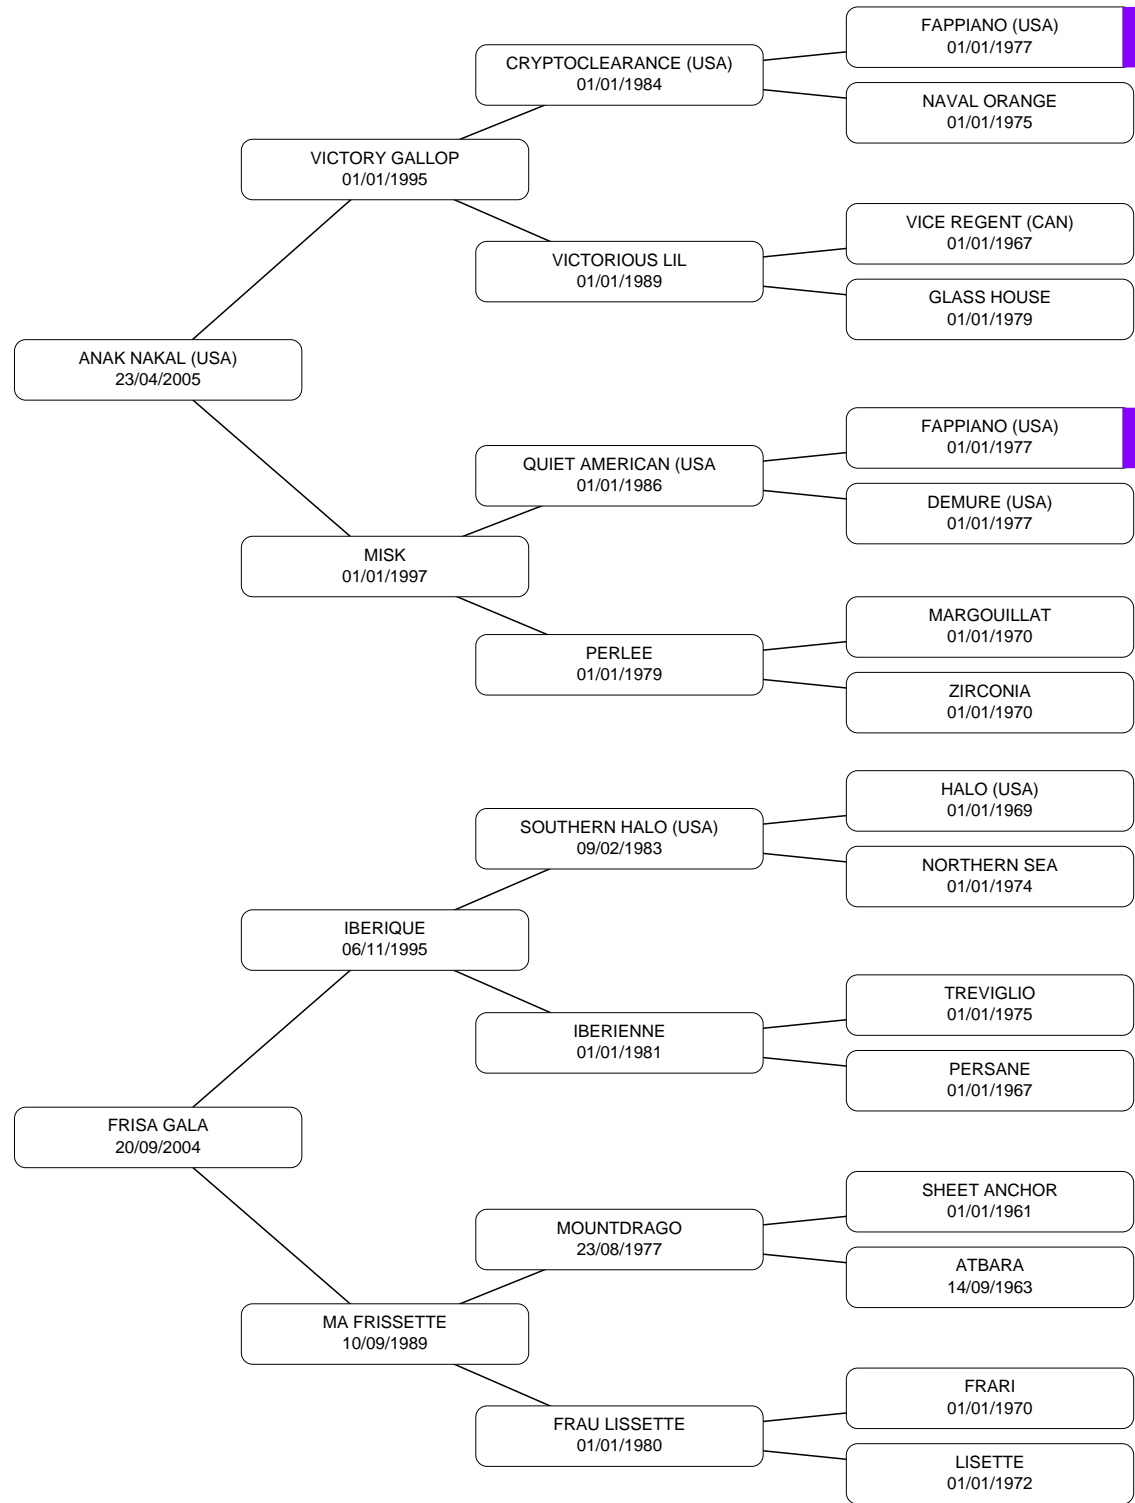 FAPPIANO (USA)
01/01/1977
CRYPTOCLEARANCE (USA)
01/01/1984
NAVAL ORANGE
01/01/1975
VICTORY GALLOP
01/01/1995
VICE REGENT (CAN)
01/01/1967
VICTORIOUS LIL
01/01/1989
GLASS HOUSE
01/01/1979
ANAK NAKAL (USA)
23/04/2005
FAPPIANO (USA)
01/01/1977
QUIET AMERICAN (USA
01/01/1986
DEMURE (USA)
01/01/1977
MISK
01/01/1997
MARGOUILLAT
01/01/1970
PERLEE
01/01/1979
ZIRCONIA
01/01/1970
HALO (USA)
01/01/1969
SOUTHERN HALO (USA)
09/02/1983
NORTHERN SEA
01/01/1974
IBERIQUE
06/11/1995
TREVIGLIO
01/01/1975
IBERIENNE
01/01/1981
PERSANE
01/01/1967
FRISA GALA
20/09/2004
SHEET ANCHOR
01/01/1961
MOUNTDRAGO
23/08/1977
ATBARA
14/09/1963
MA FRISSETTE
10/09/1989
FRARI
01/01/1970
FRAU LISSETTE
01/01/1980
LISETTE
01/01/1972